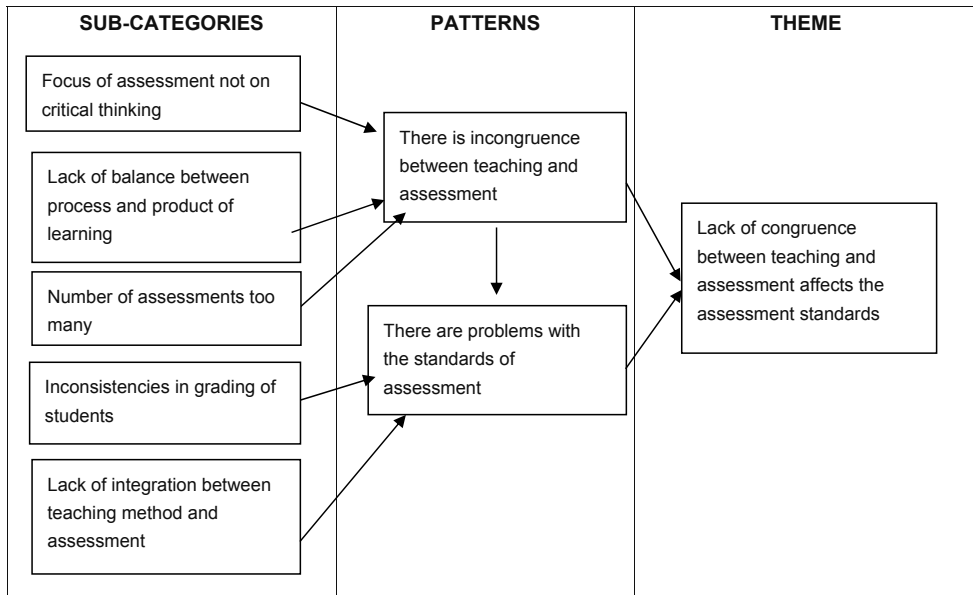 SUB-CATEGORIES
PATTERNS
THEME
Focus of assessment not on
critical thinking
Lack of balance between
process and product of
learning
Number of assessments too
many
Inconsistencies in grading of
students
Lack of integration between
teaching method and
assessment
There is incongruence
between teaching and
assessment
There are problems with
the standards of
assessment
Lack of congruence
between teaching and
assessment affects the
assessment standards